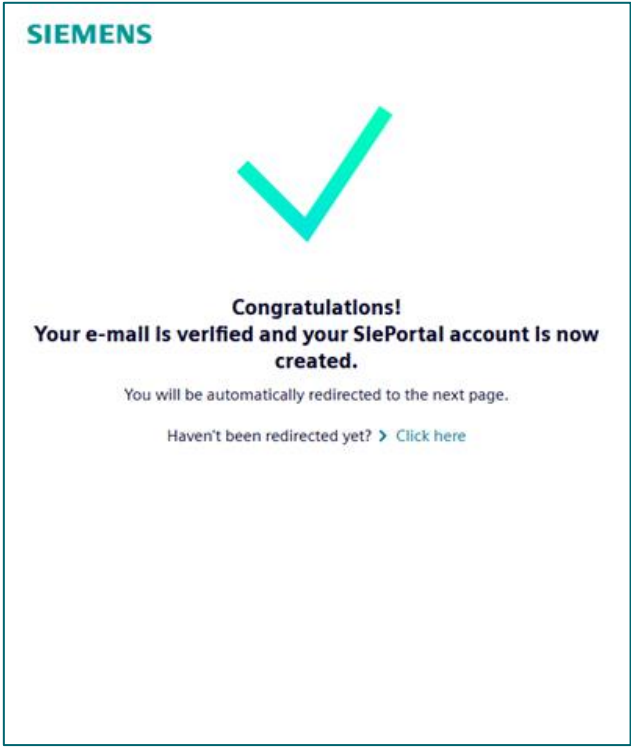 SIEMENS
Congratulations!
Your e-mail is verified and your SiePortal account is now
created.
You will be automatically redirected to the next page.
Haven't been redirected yet? > Click here